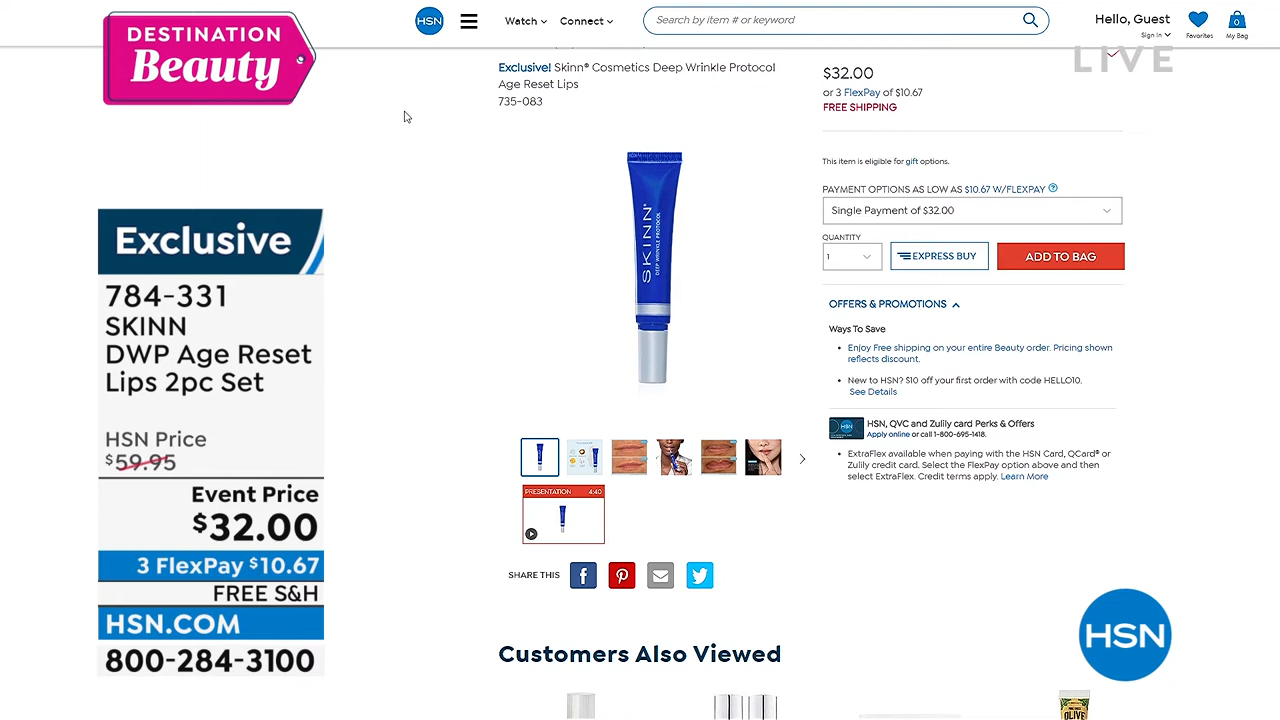 DESTINATION
Beauty
HSN
Watch
Connect
Search by item # or keyword
Hello, Guest
Sign In
Favorites
0
My Bag
LIVE
Exclusive! Skinn® Cosmetics Deep Wrinkle Protocol
Age Reset Lips
735-083
$32.00
or 3 FlexPay of $10.67
FREE SHIPPING
This item is eligible for gift options.
PAYMENT OPTIONS AS LOW AS $10.67 W/FLEXPAY ?
Single Payment of $32.00
QUANTITY
1
EXPRESS BUY
ADD TO BAG
OFFERS & PROMOTIONS
Ways To Save
• Enjoy Free shipping on your entire Beauty order. Pricing shown
reflects discount.
• New to HSN? $10 off your first order with code HELLO10.
See Details
HSN
HSN, QVC and Zulily card Perks & Offers
Apply online or call 1-800-695-1418.
• ExtraFlex available when paying with the HSN Card, QCard® or
Zulily credit card. Select the FlexPay option above and then
select ExtraFlex. Credit terms apply. Learn More
SKINN®
DEEP WRINKLE PROTOCOL
PRESENTATION 4:40
SHARE THIS
Customers Also Viewed
OLIVE
Exclusive
784-331
SKINN
DWP Age Reset
Lips 2pc Set
HSN Price
$59.95
Event Price
$32.00
3 FlexPay $10.67
FREE S&H
HSN.COM
800-284-3100
HSN